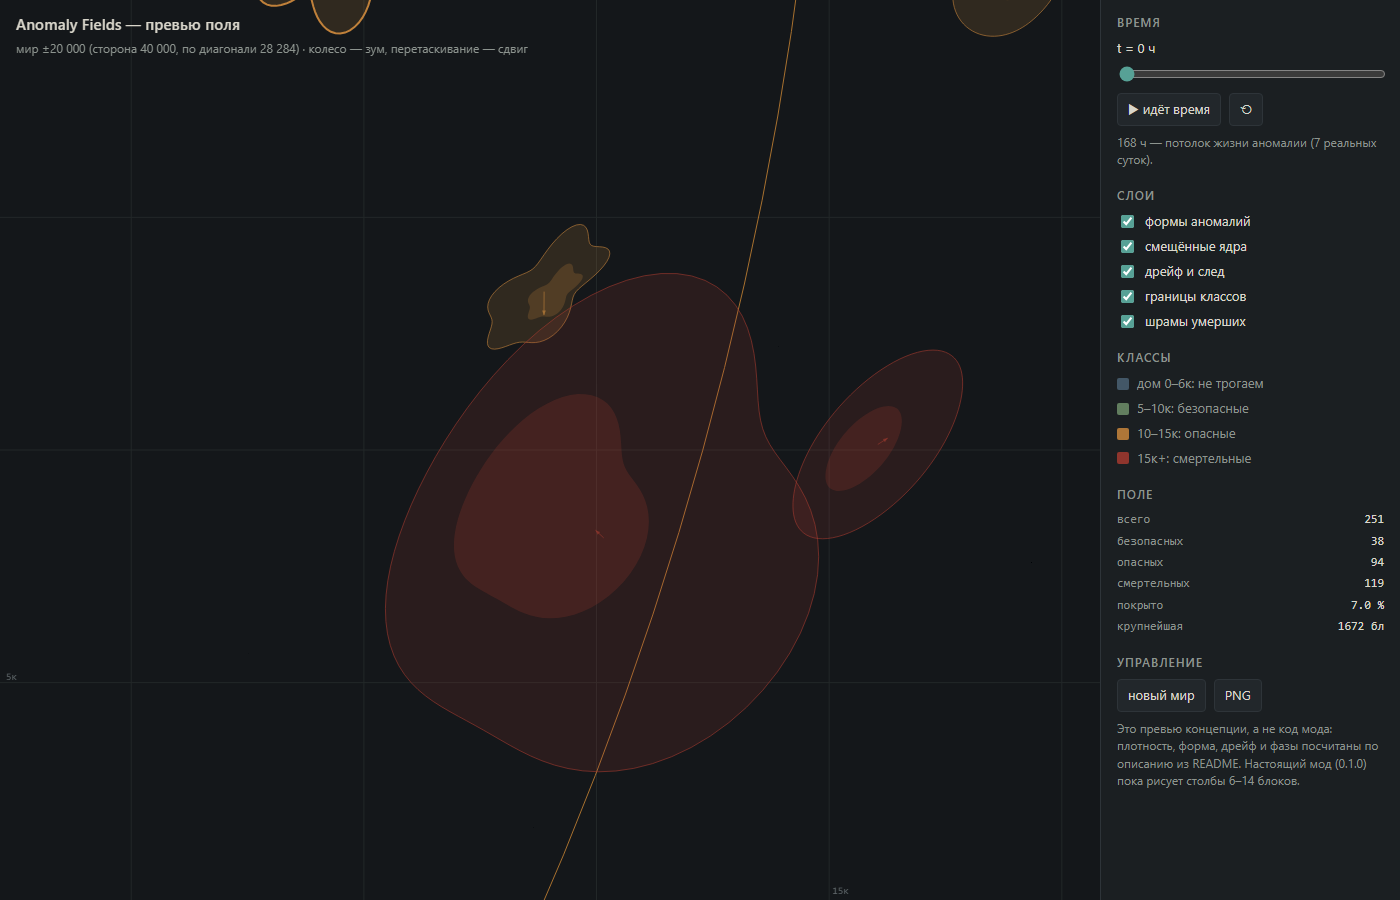 Anomaly Fields — превью поля
мир ±20 000 (сторона 40 000, по диагонали 28 284) · колесо — зум, перетаскивание — сдвиг
5к
15к
ВРЕМЯ
t = 0 ч
▶ идёт время ⟲
168 ч — потолок жизни аномалии (7 реальных
суток).
СЛОИ
формы аномалий
смещённые ядра
дрейф и след
границы классов
шрамы умерших
КЛАССЫ
дом 0–6к: не трогаем
5–10к: безопасные
10–15к: опасные
15к+: смертельные
ПОЛЕ
всего 251
безопасных 38
опасных 94
смертельных 119
покрыто 7.0 %
крупнейшая 1672 бл
УПРАВЛЕНИЕ
новый мир PNG
Это превью концепции, а не код мода:
плотность, форма, дрейф и фазы посчитаны по
описанию из README. Настоящий мод (0.1.0)
пока рисует столбы 6–14 блоков.